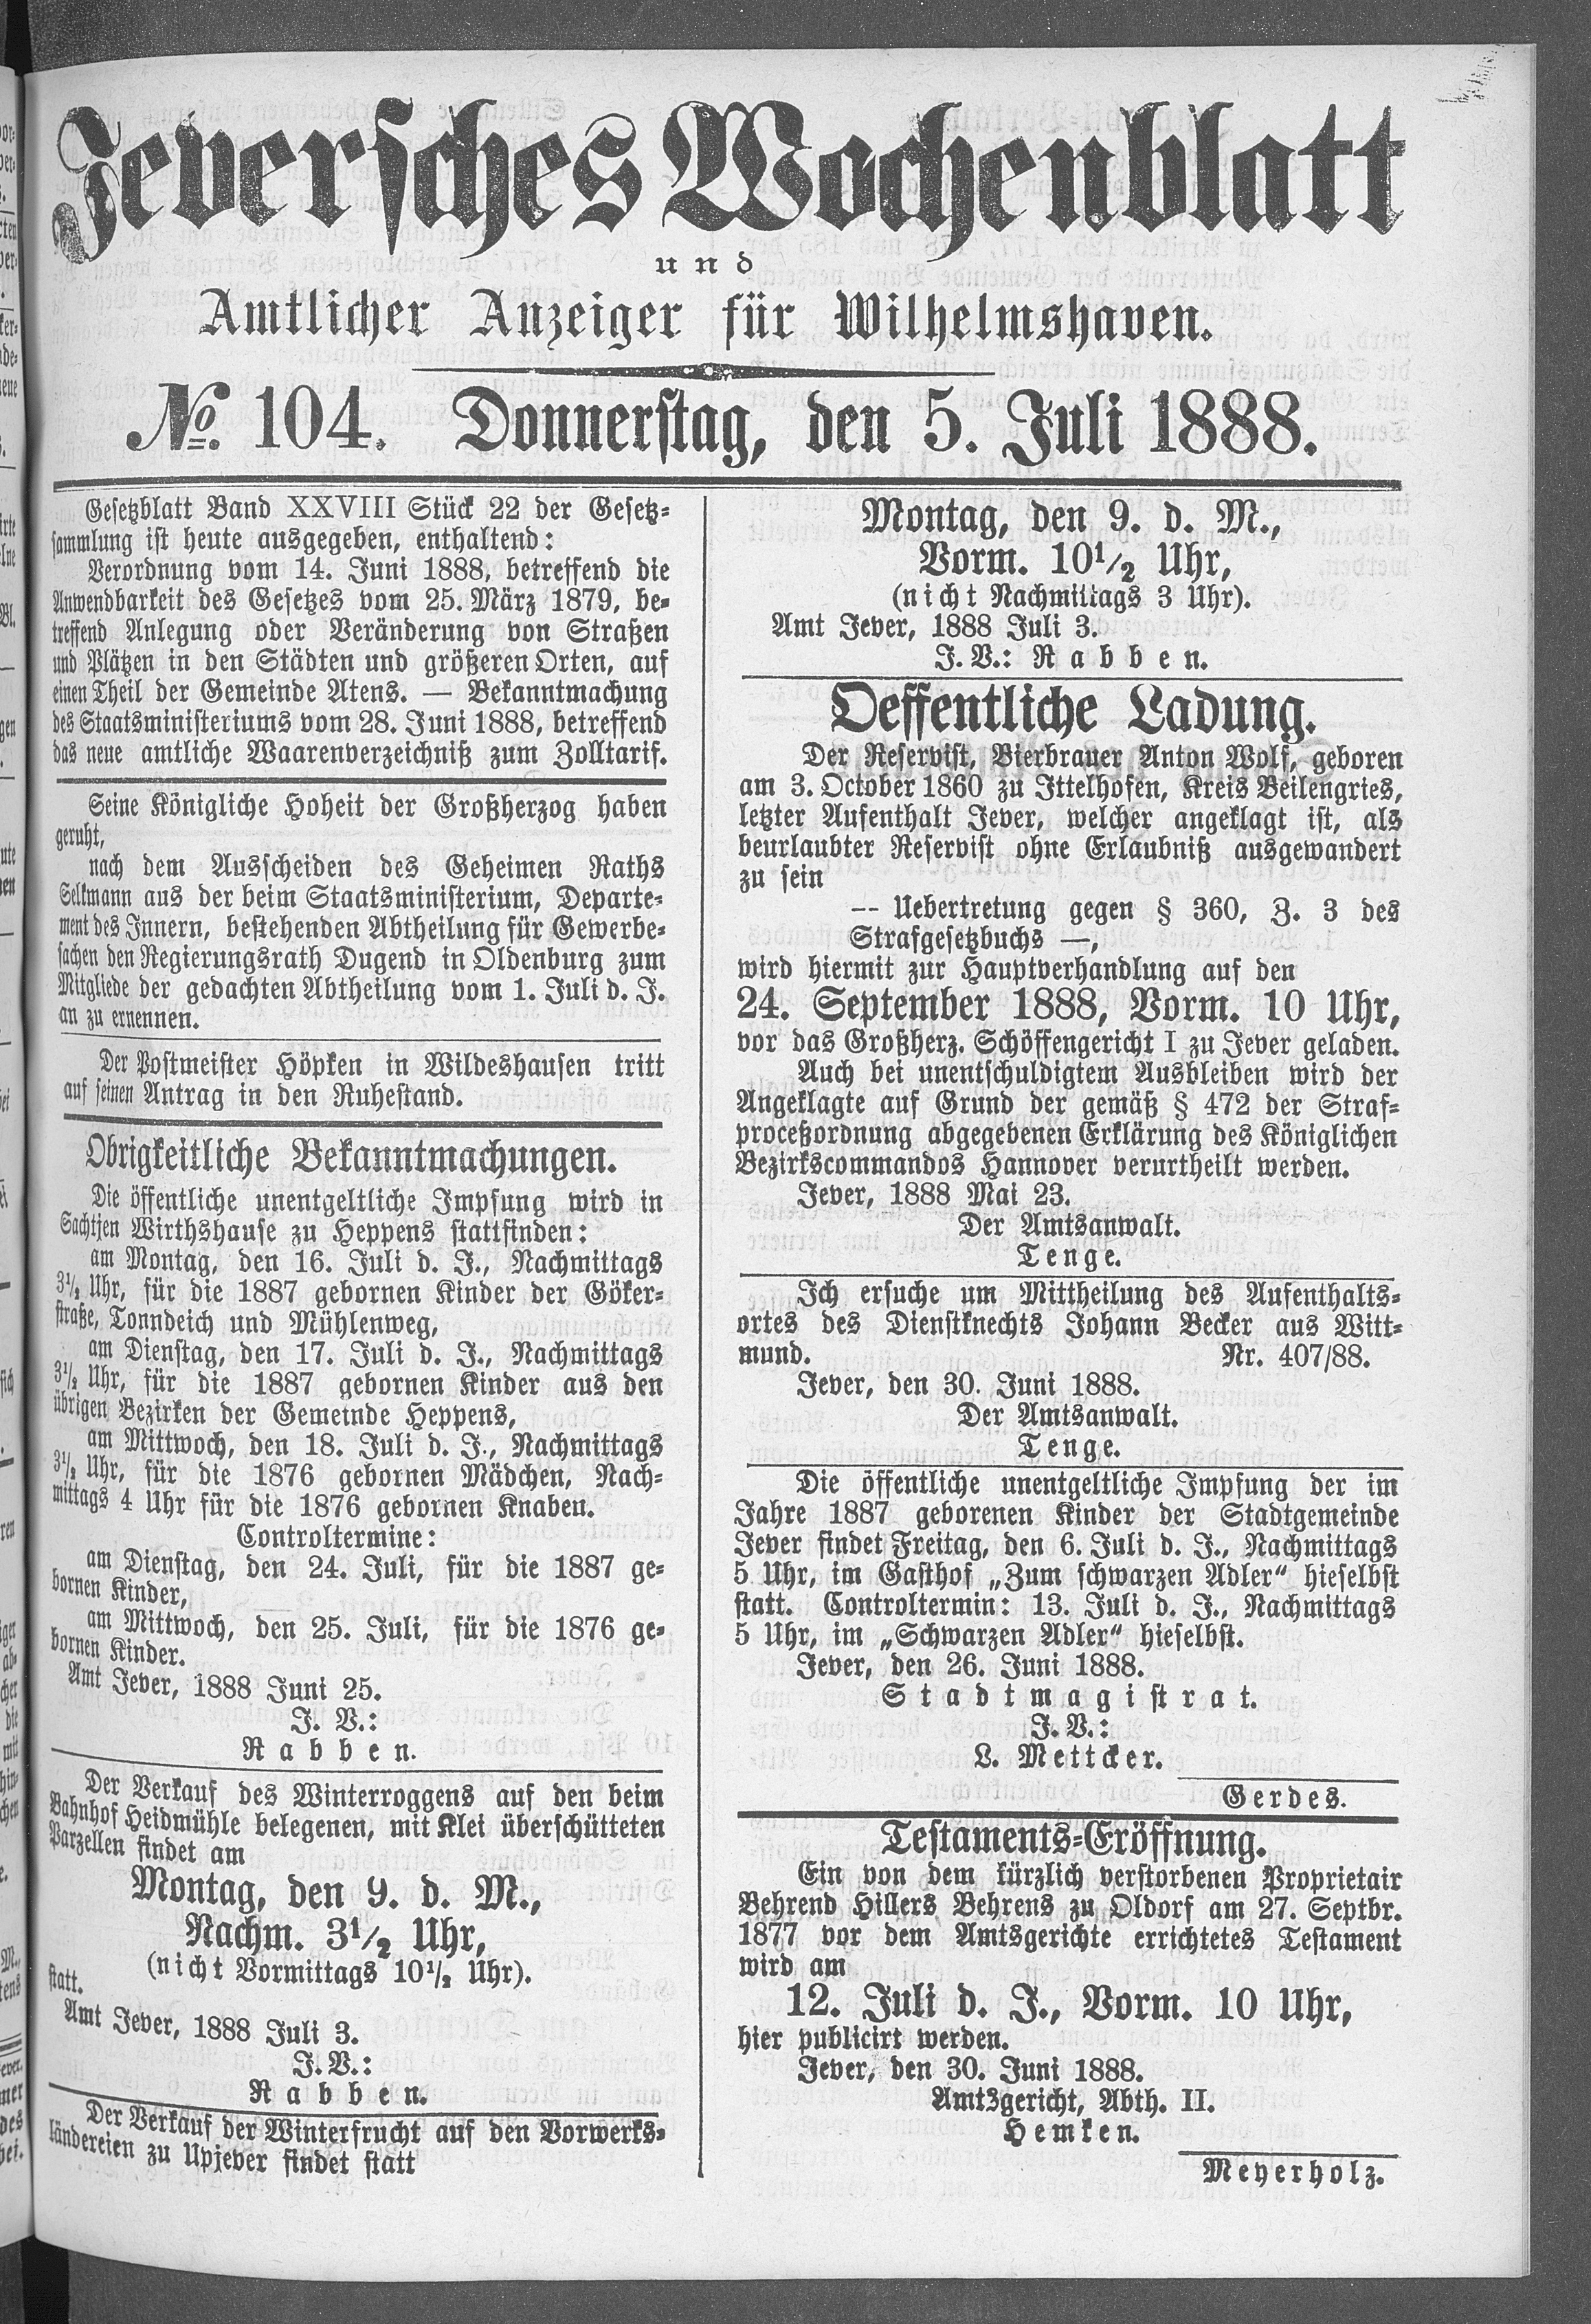 Jeversches Wochenblatt
und
Amtlicher Anzeiger für Wilhelmshaven.
№ 104. Donnerstag, den 5. Juli 1888.
Gesetzblatt Band XXVIII Stück 22 der Gesetz-
sammlung ist heute ausgegeben, enthaltend:
Verordnung vom 14. Juni 1888, betreffend die
Anwendbarkeit des Gesetzes vom 25. März 1879, be-
treffend Anlegung oder Veränderung von Straßen
und Plätzen in den Städten und größeren Orten, auf
einen Theil der Gemeinde Atens. — Bekanntmachung
des Staatsministeriums vom 28. Juni 1888, betreffend
das neue amtliche Waarenverzeichniß zum Zolltarif.
Seine Königliche Hoheit der Großherzog haben
geruht,
nach dem Ausscheiden des Geheimen Raths
Selkmann aus der beim Staatsministerium, Departe-
ment des Innern, bestehenden Abtheilung für Gewerbe-
sachen den Regierungsrath Dugend in Oldenburg zum
Mitgliede der gedachten Abtheilung vom 1. Juli d. J.
an zu ernennen.
Der Postmeister Höpken in Wildeshausen tritt
auf seinen Antrag in den Ruhestand.
Obrigkeitliche Bekanntmachungen.
Die öffentliche unentgeltliche Impfung wird in
Sachtjen Wirthshause zu Heppens stattfinden:
am Montag, den 16. Juli d. J., Nachmittags
3½ Uhr, für die 1887 gebornen Kinder der Göker-
straße, Tonndeich und Mühlenweg,
am Dienstag, den 17. Juli d. J., Nachmittags
3½ Uhr, für die 1887 gebornen Kinder aus den
übrigen Bezirken der Gemeinde Heppens,
am Mittwoch, den 18. Juli d. J., Nachmittags
3½ Uhr, für die 1876 gebornen Mädchen, Nach-
mittags 4 Uhr für die 1876 gebornen Knaben.
Controltermine:
am Dienstag, den 24. Juli, für die 1887 ge-
bornen Kinder,
am Mittwoch, den 25. Juli, für die 1876 ge-
bornen Kinder.
Amt Jever, 1888 Juni 25.
J. V.:
Rabben.
Der Verkauf des Winterroggens auf den beim
Bahnhof Heidmühle belegenen, mit Klei überschütteten
Parzellen findet am
Montag, den 9. d. M.,
Nachm. 3½ Uhr,
(nicht Vormittags 10½ Uhr).
statt.
Amt Jever, 1888 Juli 3.
J. V.:
Rabben.
Der Verkauf der Winterfrucht auf den Vorwerks-
ländereien zu Upjever findet statt
Montag, den 9. d. M.,
Vorm. 10½ Uhr,
(nicht Nachmittags 3 Uhr).
Amt Jever, 1888 Juli 3.
J. V.: Rabben.
Oeffentliche Ladung.
Der Reservist, Bierbrauer Anton Wolf, geboren
am 3. October 1860 zu Ittelhofen, Kreis Beilengries,
letzter Aufenthalt Jever, welcher angeklagt ist, als
beurlaubter Reservist ohne Erlaubniß ausgewandert
zu sein
-- Uebertretung gegen § 360, Z. 3 des
Strafgesetzbuchs —,
wird hiermit zur Hauptverhandlung auf den
24. September 1888, Vorm. 10 Uhr,
vor das Großherz. Schöffengericht I zu Jever geladen.
Auch bei unentschuldigtem Ausbleiben wird der
Angeklagte auf Grund der gemäß § 472 der Straf-
proceßordnung abgegebenen Erklärung des Königlichen
Bezirkscommandos Hannover verurtheilt werden.
Jever, 1888 Mai 23.
Der Amtsanwalt.
Tenge.
Ich ersuche um Mittheilung des Aufenthalts-
ortes des Dienstknechts Johann Becker aus Witt-
mund. Nr. 407/88.
Jever, den 30. Juni 1888.
Der Amtsanwalt.
Tenge.
Die öffentliche unentgeltliche Impfung der im
Jahre 1887 geborenen Kinder der Stadtgemeinde
Jever findet Freitag, den 6. Juli d. J., Nachmittags
5 Uhr, im Gasthof „Zum schwarzen Adler“ hieselbst
statt. Controltermin: 13. Juli d. J., Nachmittags
5 Uhr, im „Schwarzen Adler“ hieselbst.
Jever, den 26. Juni 1888.
Stadtmagistrat.
J. V.:
L. Mettcker.
Gerdes.
Testaments-Eröffnung.
Ein von dem kürzlich verstorbenen Proprietair
Behrend Hillers Behrens zu Oldorf am 27. Septbr.
1877 vor dem Amtsgerichte errichtetes Testament
wird am
12. Juli d. J., Vorm. 10 Uhr,
hier publicirt werden.
Jever, den 30. Juni 1888.
Amtsgericht, Abth. II.
Hemken.
Meyerholz.